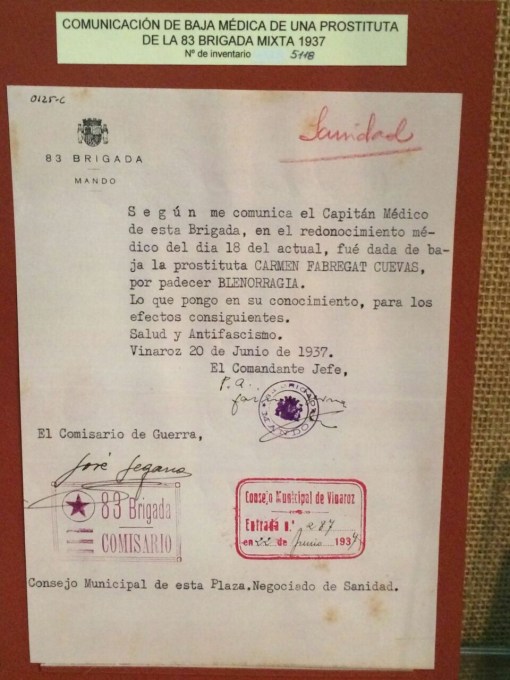 COMUNICACIÓN DE BAJA MÉDICA DE UNA PROSTITUTA
DE LA 83 BRIGADA MIXTA 1937
Nº de inventario 5118
0125-C
Sanidad
83 BRIGADA
MANDO
Según me comunica el Capitán Médico
de esta Brigada, en el redonocimiento mé-
dico del dia 18 del actual, fué dada de ba-
ja la prostituta CARMEN FABREGAT CUEVAS,
por padecer BLENORRAGIA.
Lo que pongo en su conocimiento, para los
efectos consiguientes.
Salud y Antifascismo.
Vinaroz 20 de Junio de 1937.
El Comandante Jefe,
P.A.
El Comisario de Guerra,
José Segarra
83 Brigada
COMISARIO
Consejo Municipal de Vinaroz
Entrada n.º 287
en 22 de Junio 1937
Consejo Municipal de esta Plaza.Negociado de Sanidad.